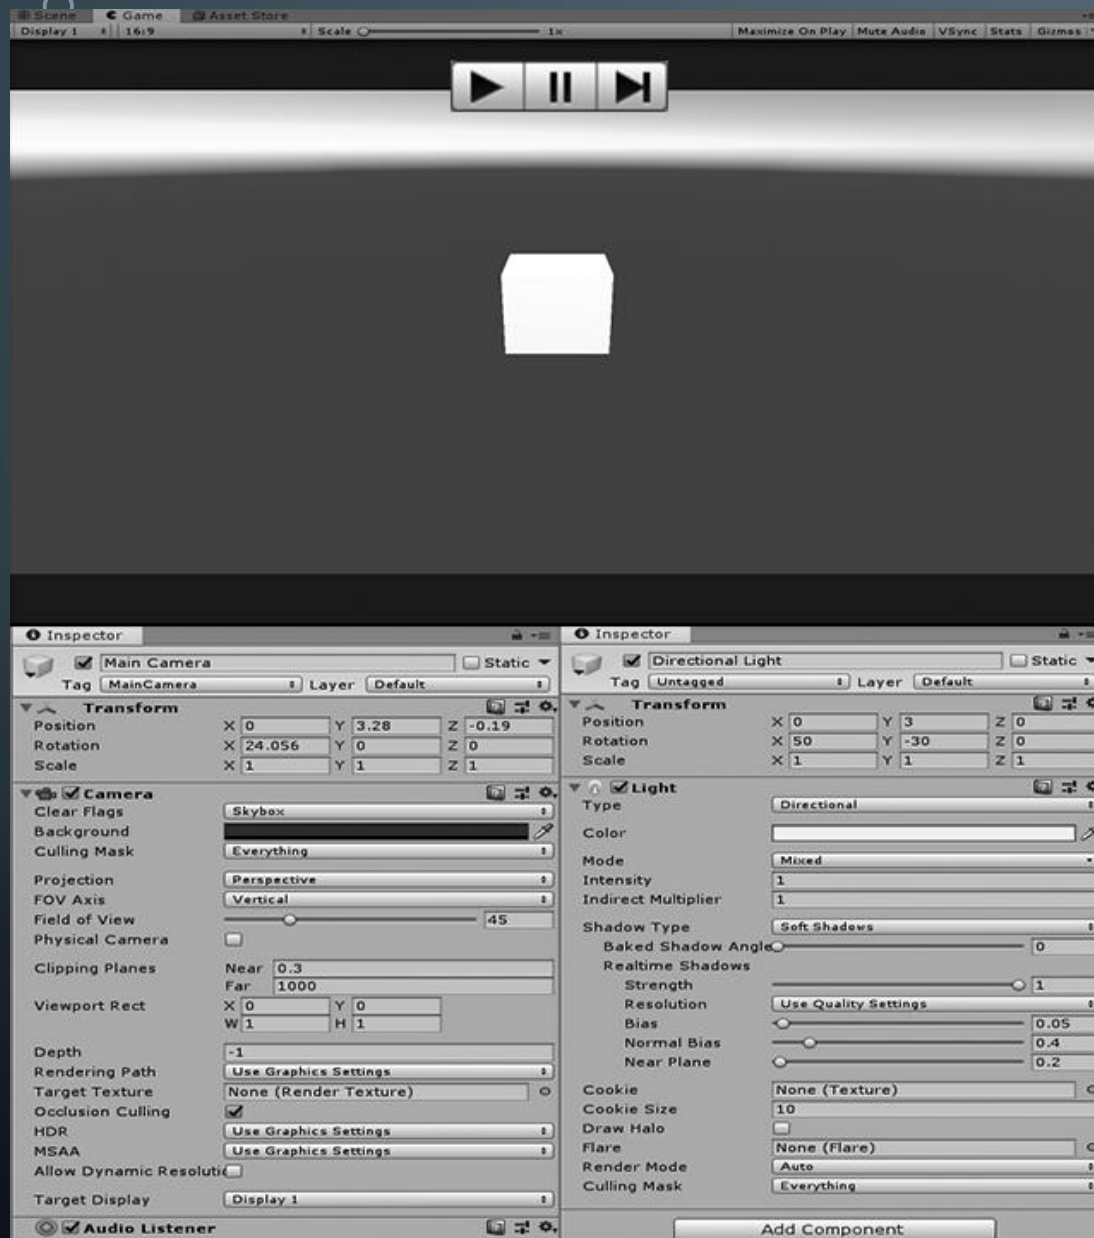 Scene Game Asset Store
Display 1 16:9 Scale 1x Maximize On Play Mute Audio VSync Stats Gizmos
Inspector
Main Camera Static
Tag MainCamera Layer Default
Transform
Position X 0 Y 3.28 Z -0.19
Rotation X 24.056 Y 0 Z 0
Scale X 1 Y 1 Z 1
Camera
Clear Flags Skybox
Background
Culling Mask Everything
Projection Perspective
FOV Axis Vertical
Field of View 45
Physical Camera
Clipping Planes Near 0.3
Far 1000
Viewport Rect X 0 Y 0
W 1 H 1
Depth -1
Rendering Path Use Graphics Settings
Target Texture None (Render Texture)
Occlusion Culling
HDR Use Graphics Settings
MSAA Use Graphics Settings
Allow Dynamic Resolutic
Target Display Display 1
Audio Listener
Inspector
Directional Light Static
Tag Untagged Layer Default
Transform
Position X 0 Y 3 Z 0
Rotation X 50 Y -30 Z 0
Scale X 1 Y 1 Z 1
Light
Type Directional
Color
Mode Mixed
Intensity 1
Indirect Multiplier 1
Shadow Type Soft Shadows
Baked Shadow Angle 0
Realtime Shadows
Strength 1
Resolution Use Quality Settings
Bias 0.05
Normal Bias 0.4
Near Plane 0.2
Cookie None (Texture)
Cookie Size 10
Draw Halo
Flare None (Flare)
Render Mode Auto
Culling Mask Everything
Add Component